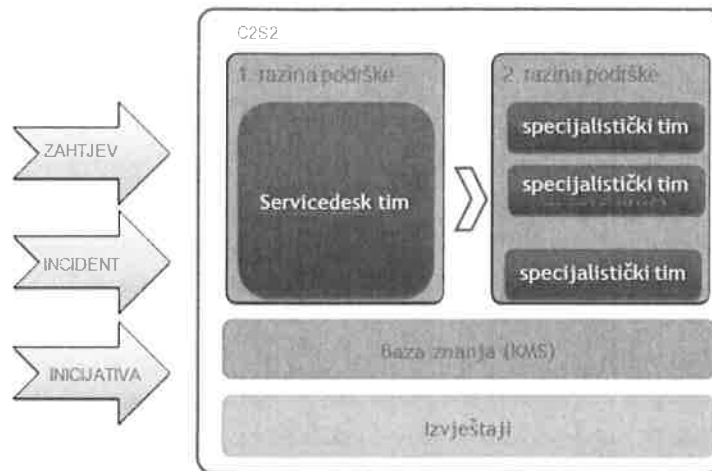 C2S2
1. razina podrške
2. razina podrške
ZAHTJEV
INCIDENT
INICIJATIVA
Servicedesk tim
specijalistički tim
specijalistički tim
specijalistički tim
Baza znanja (KMS)
Izvještaji